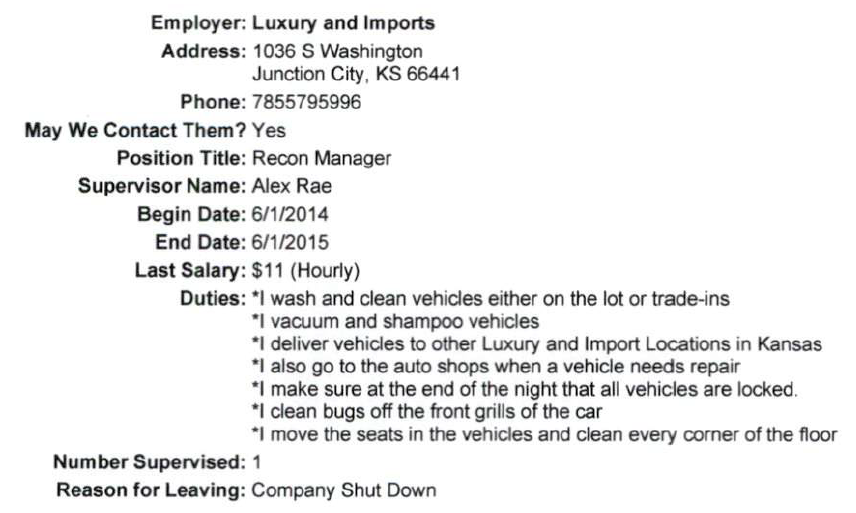 Employer: Luxury and Imports
Address: 1036 S Washington
Junction City, KS 66441
Phone: 7855795996
May We Contact Them? Yes
Position Title: Recon Manager
Supervisor Name: Alex Rae
Begin Date: 6/1/2014
End Date: 6/1/2015
Last Salary: $11 (Hourly)
Duties: *I wash and clean vehicles either on the lot or trade-ins
*I vacuum and shampoo vehicles
*I deliver vehicles to other Luxury and Import Locations in Kansas
*I also go to the auto shops when a vehicle needs repair
*I make sure at the end of the night that all vehicles are locked.
*I clean bugs off the front grills of the car
*I move the seats in the vehicles and clean every corner of the floor
Number Supervised: 1
Reason for Leaving: Company Shut Down